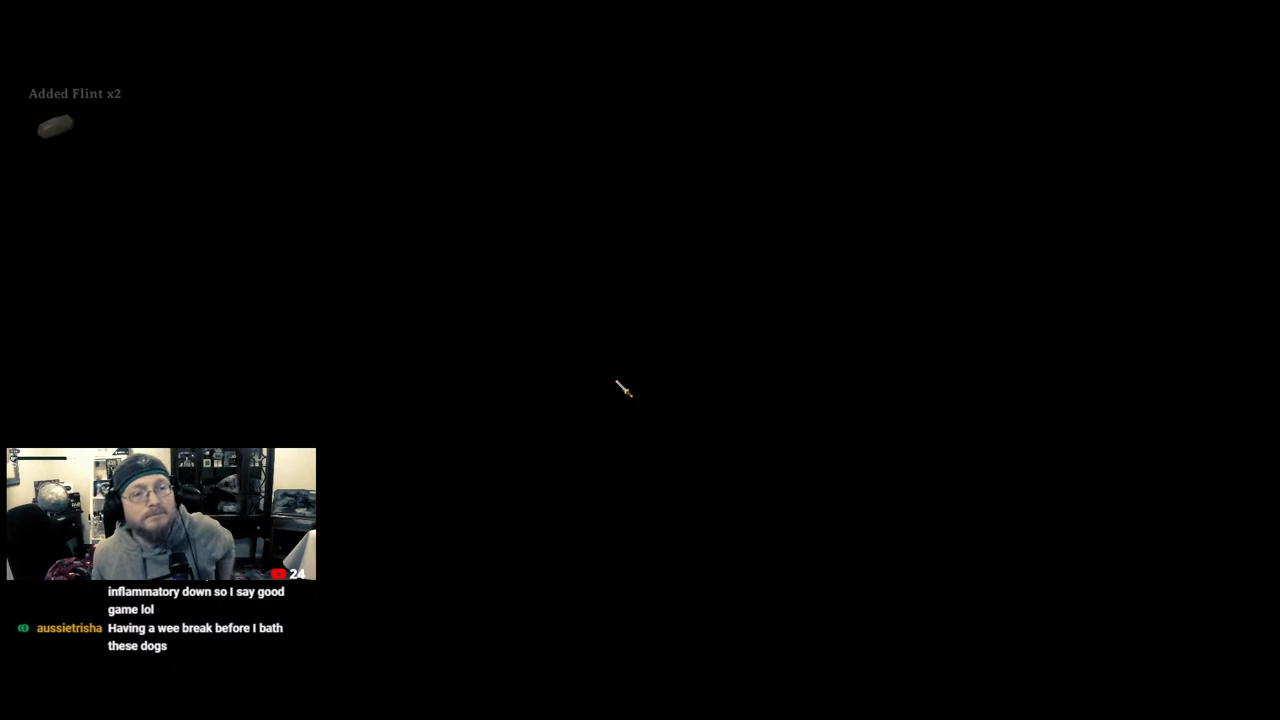 Added Flint x2
24
inflammatory down so I say good
game lol
aussietrisha Having a wee break before I bath
these dogs